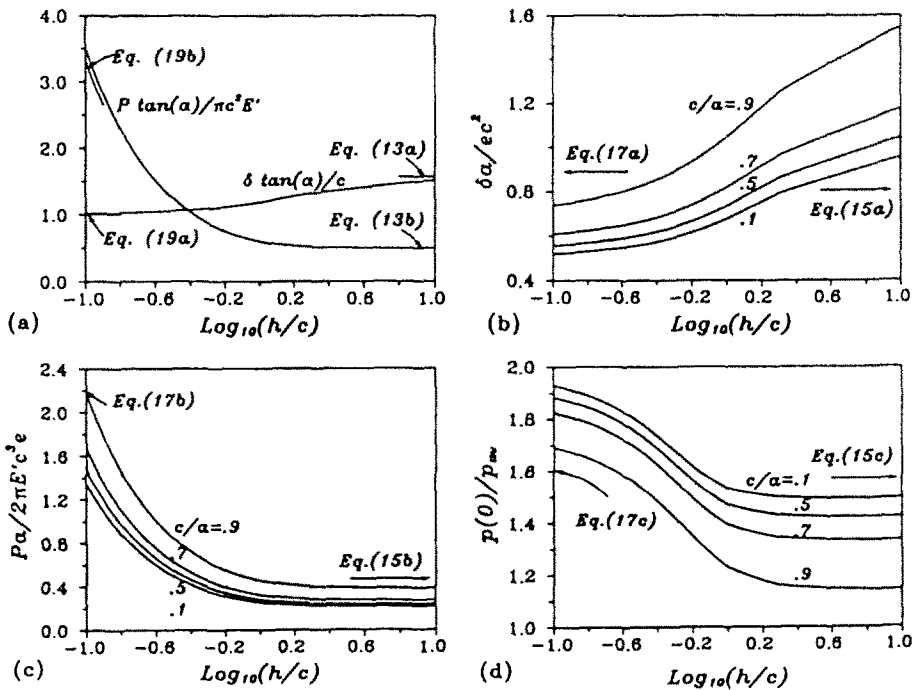 4.0
3.0
2.0
1.0
0.0
-1.0
-0.6
-0.2
0.2
0.6
1.0
Eq. (19b)
P tan(α)/πc²E'
Eq. (13a)
δ tan(α)/c
Eq. (13b)
Eq. (19a)
(a)
Log₁₀(h/c)
δa/ec²
1.6
1.2
0.8
0.4
-1.0
-0.6
-0.2
0.2
0.6
1.0
c/a=.9
Eq.(17a)
.7
.5
.1
Eq.(15a)
(b)
Log₁₀(h/c)
Pa/2πE'c³e
2.4
2.0
1.6
1.2
0.8
0.4
0.0
-1.0
-0.6
-0.2
0.2
0.6
1.0
Eq.(17b)
c/a=.9
.7
Eq.(15b)
.5
.1
(c)
Log₁₀(h/c)
p(0)/pₐᵥ
2.0
1.8
1.6
1.4
1.2
1.0
-1.0
-0.6
-0.2
0.2
0.6
1.0
Eq.(15c)
c/a=.1
.5
Eq.(17c)
.7
.9
(d)
Log₁₀(h/c)